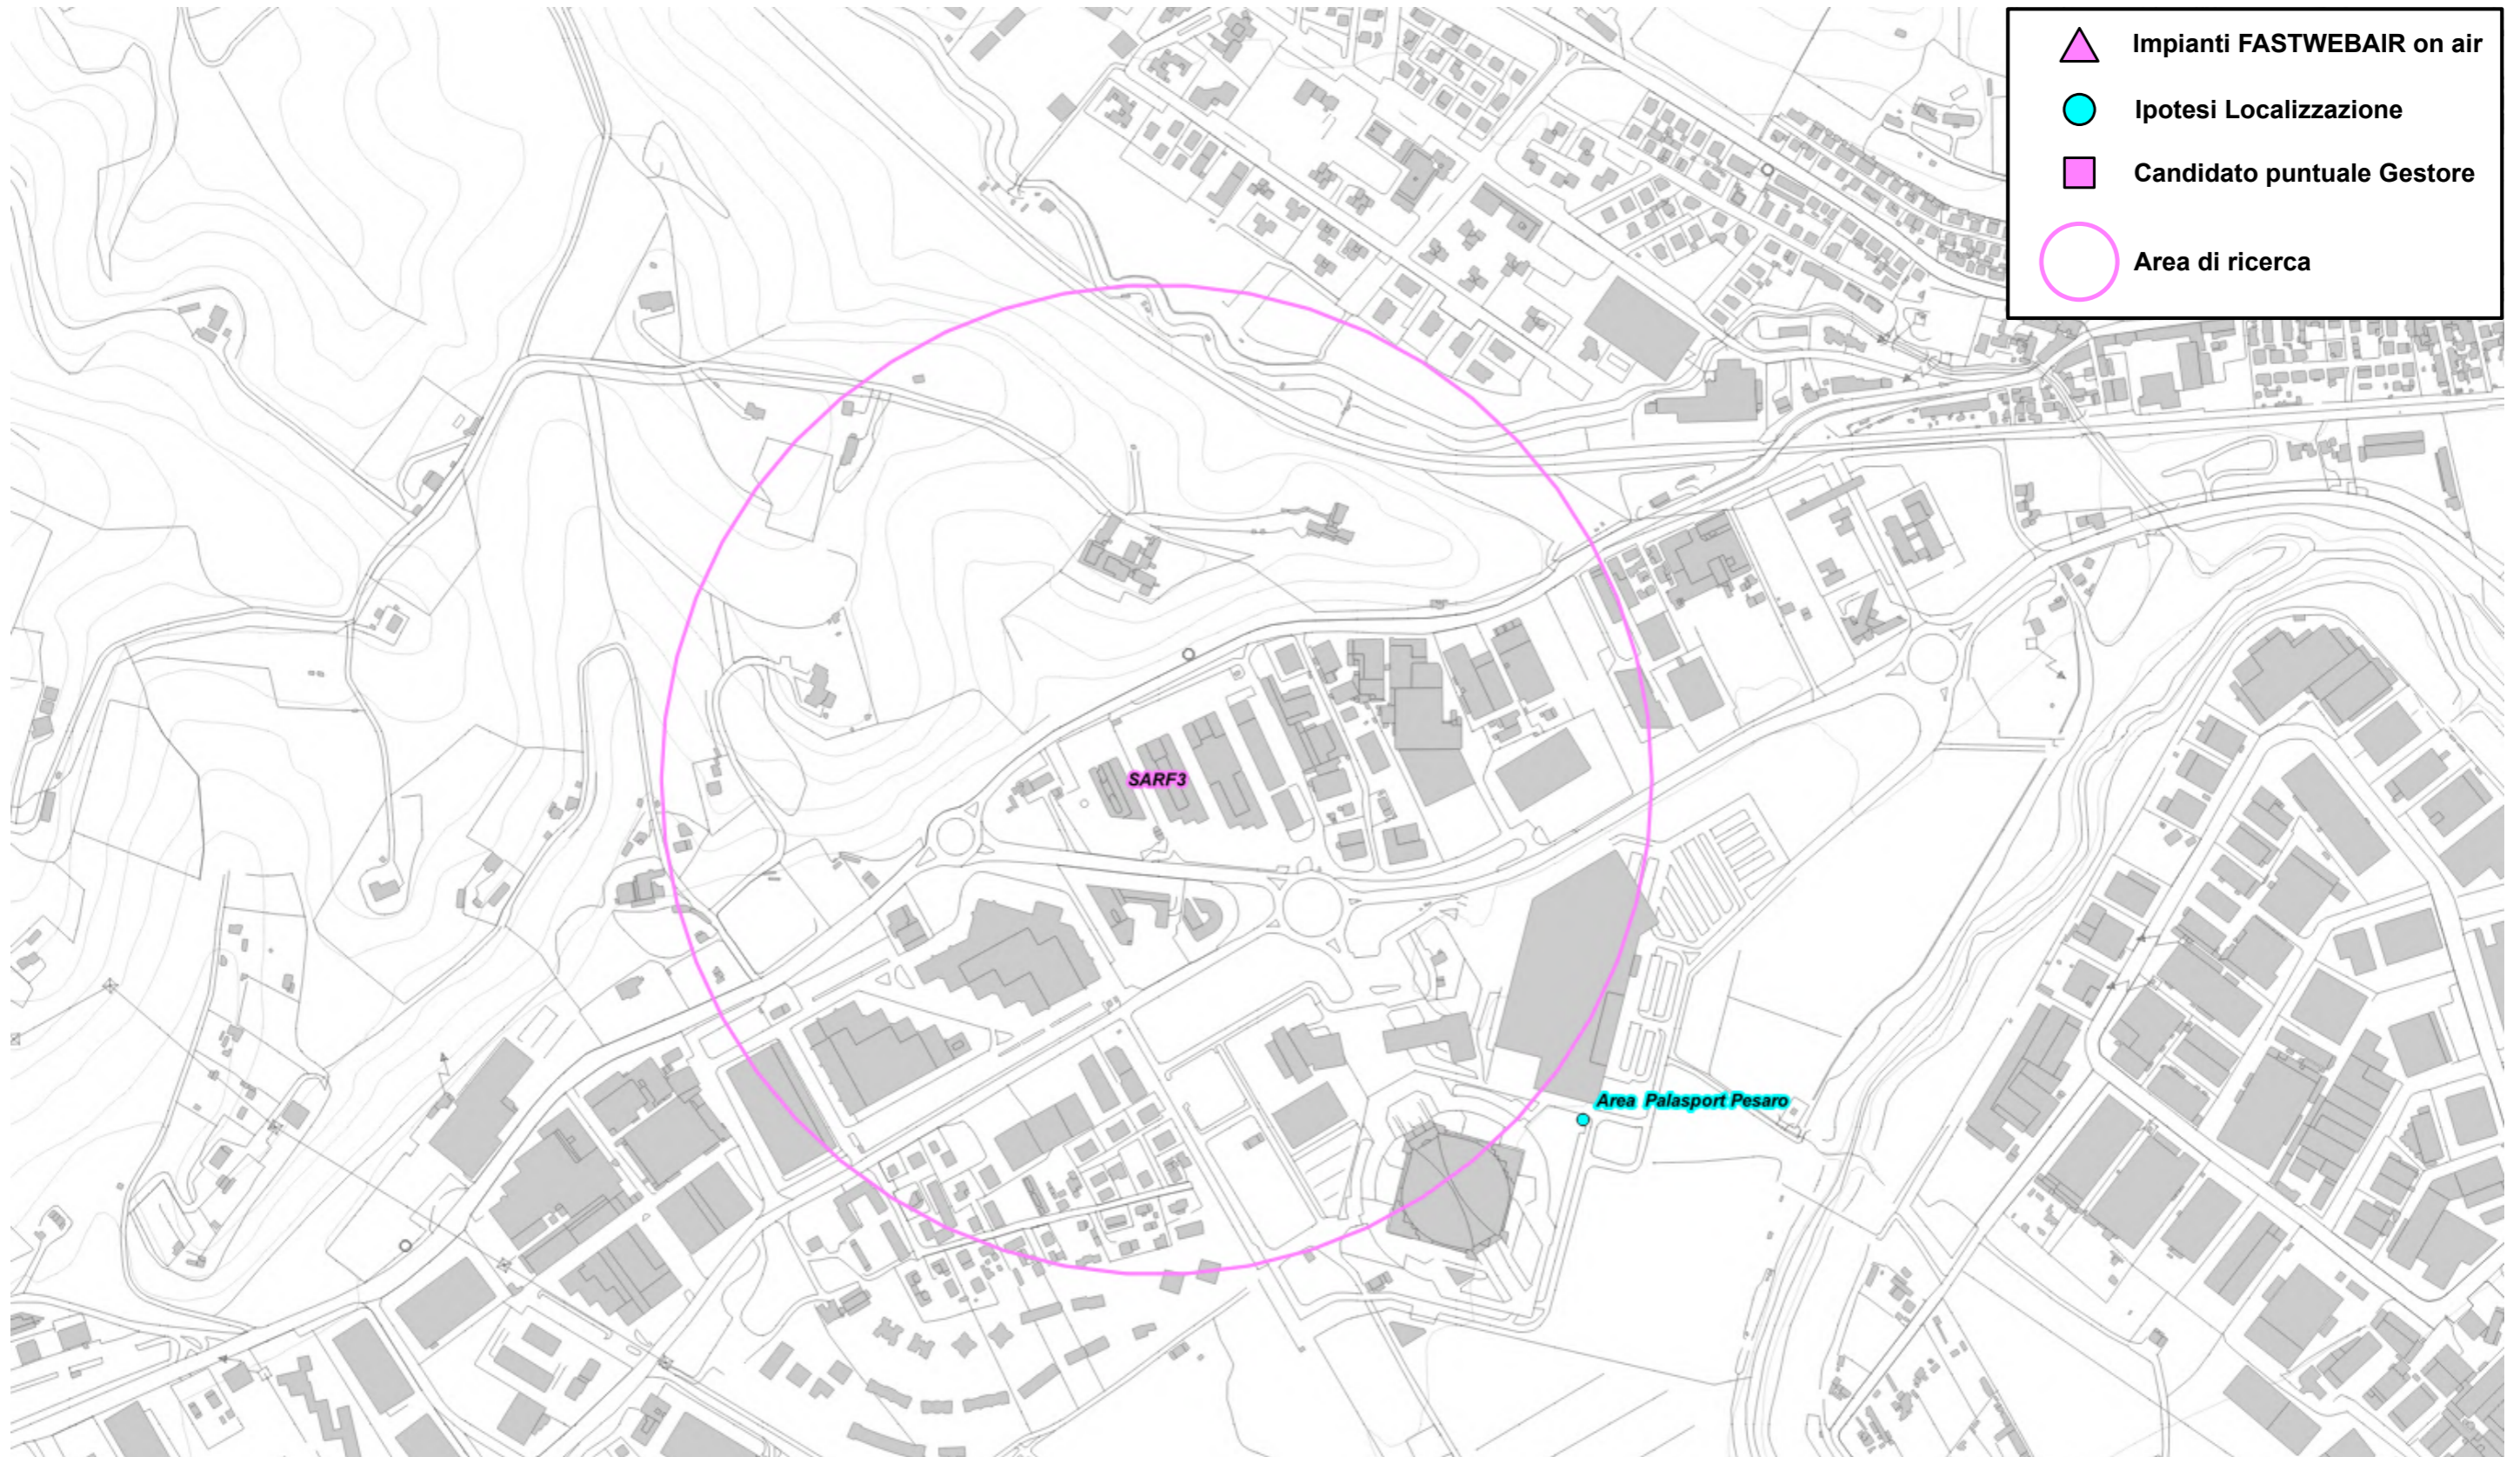 Impianti FASTWEBAIR on air
Ipotesi Localizzazione
Candidato puntuale Gestore
Area di ricerca
SARF3
Area Palasport Pesaro